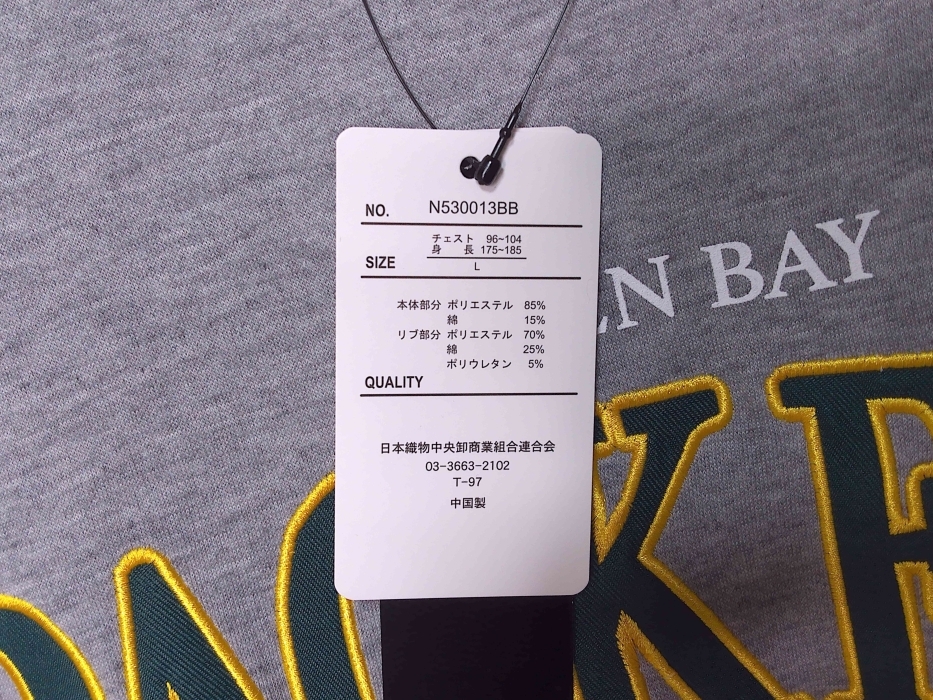 NO. N530013BB
チェスト 96~104
身 長 175~185
SIZE
L
本体部分 ポリエステル 85%
綿 15%
リブ部分 ポリエステル 70%
綿 25%
ポリウレタン 5%
QUALITY
日本織物中央卸商業組合連合会
03-3663-2102
T-97
中国製
EN BAY
ACKE